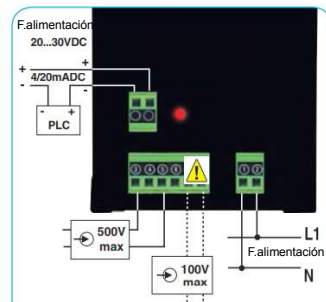 F.alimentación
20...30VDC
+ +
4/20mADC
- -
- +
PLC
500V
max
100V
max
L1
F.alimentación
N